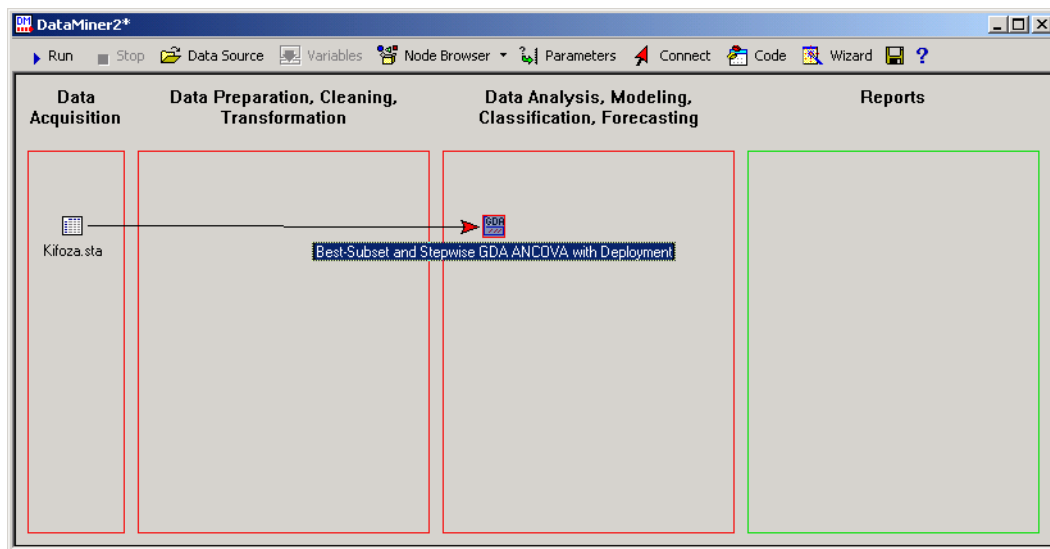 DM
DataMiner2*
Run Stop Data Source Variables Node Browser Parameters Connect Code Wizard ?
Data
Acquisition
Data Preparation, Cleaning,
Transformation
Data Analysis, Modeling,
Classification, Forecasting
Reports
GDA
Kifoza.sta
Best-Subset and Stepwise GDA ANCOVA with Deployment